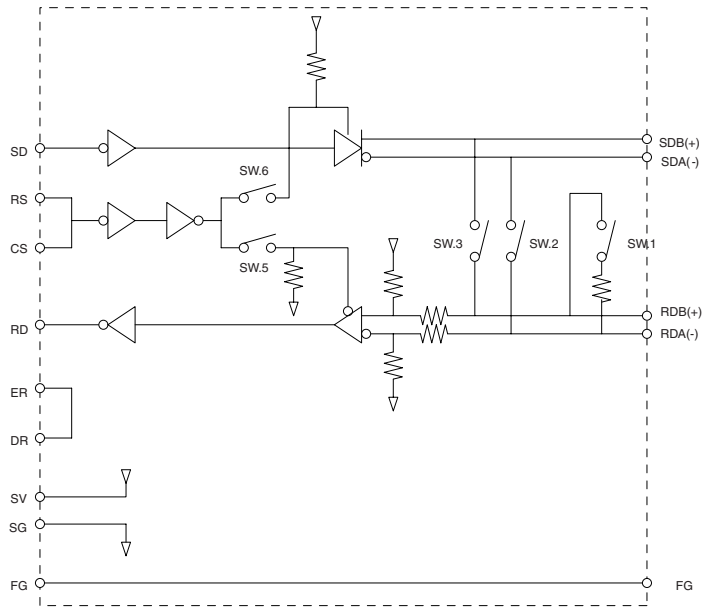 SD
SDB(+)
SDA(-)
SW.6
RS
CS
SW.5
SW.3
SW.2
SW.1
RD
RDB(+)
RDA(-)
ER
DR
SV
SG
FG
FG